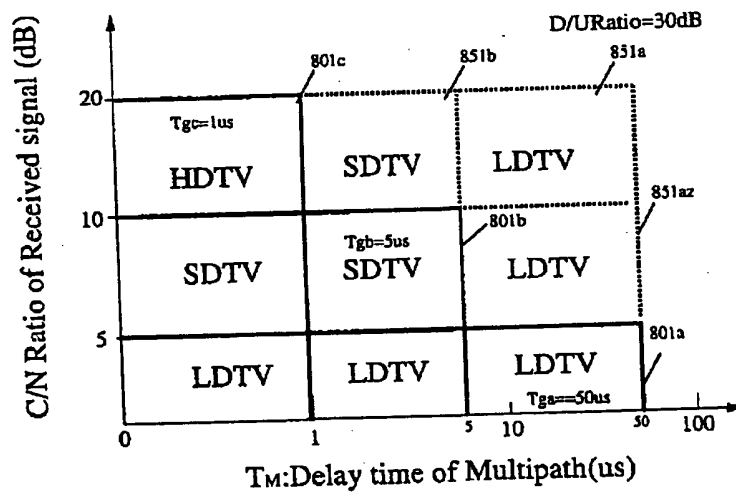 D/URatio=30dB
801c
851b
851a
20
Tgc=1us
HDTV
SDTV
LDTV
851az
10
801b
Tgb=5us
SDTV
SDTV
LDTV
5
801a
LDTV
LDTV
LDTV
Tga==50us
0
1
5
10
50
100
C/N Ratio of Received signal (dB)
TM:Delay time of Multipath(us)